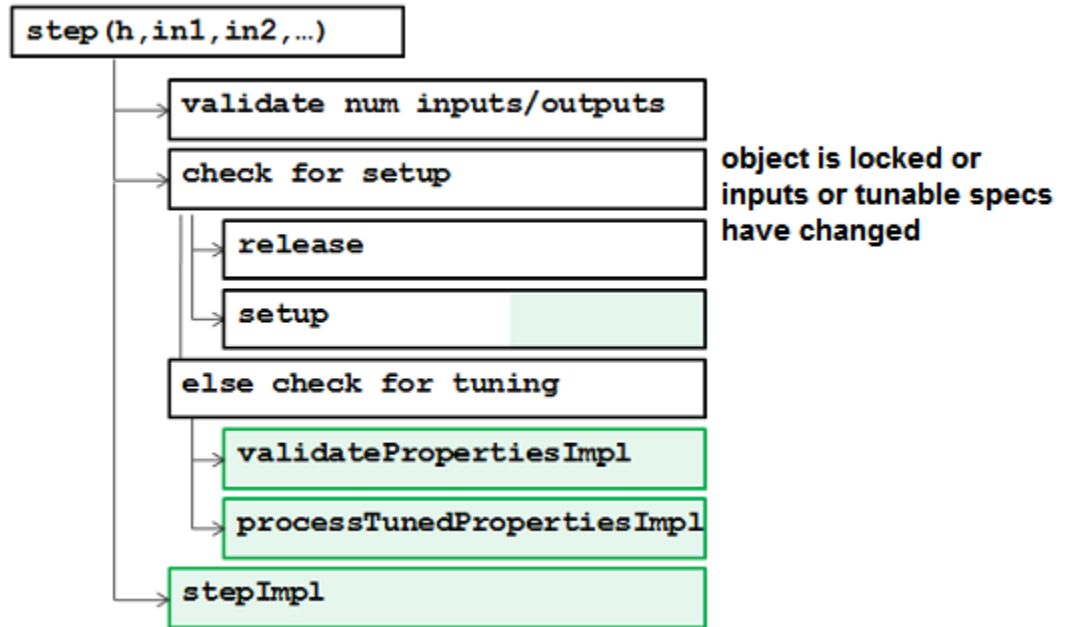 step(h,in1,in2,…)
validate num inputs/outputs
check for setup
object is locked or
inputs or tunable specs
have changed
release
setup
else check for tuning
validatePropertiesImpl
processTunedPropertiesImpl
stepImpl